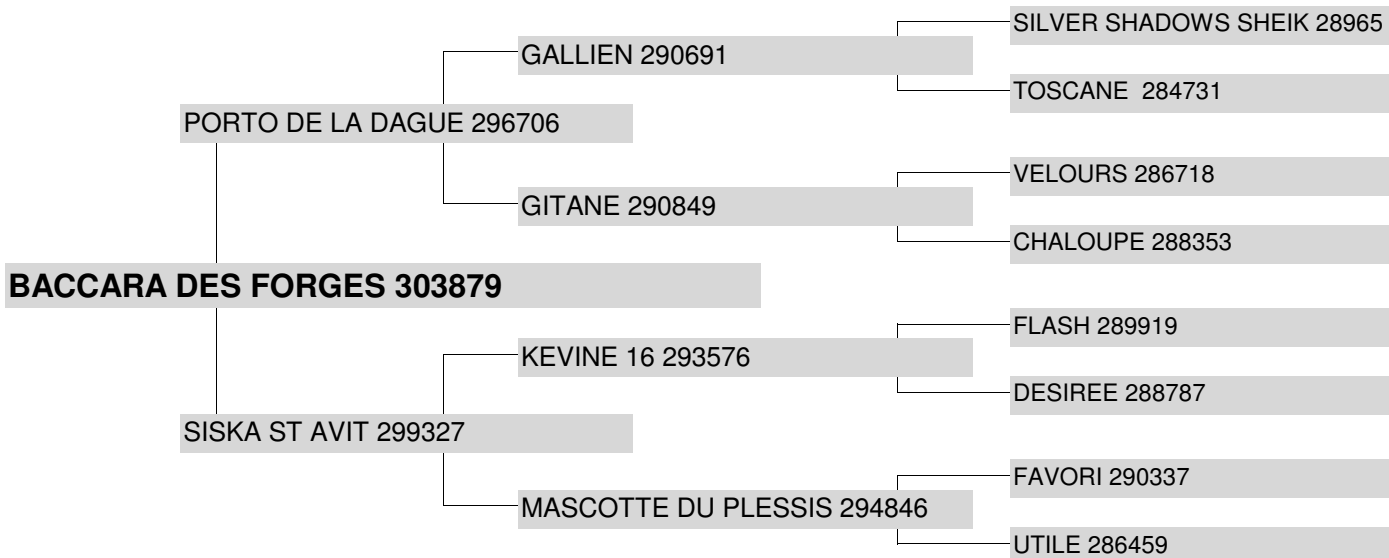 SILVER SHADOWS SHEIK 28965
GALLIEN 290691
TOSCANE 284731
PORTO DE LA DAGUE 296706
VELOURS 286718
GITANE 290849
CHALOUPE 288353
BACCARA DES FORGES 303879
FLASH 289919
KEVINE 16 293576
DESIREE 288787
SISKA ST AVIT 299327
FAVORI 290337
MASCOTTE DU PLESSIS 294846
UTILE 286459